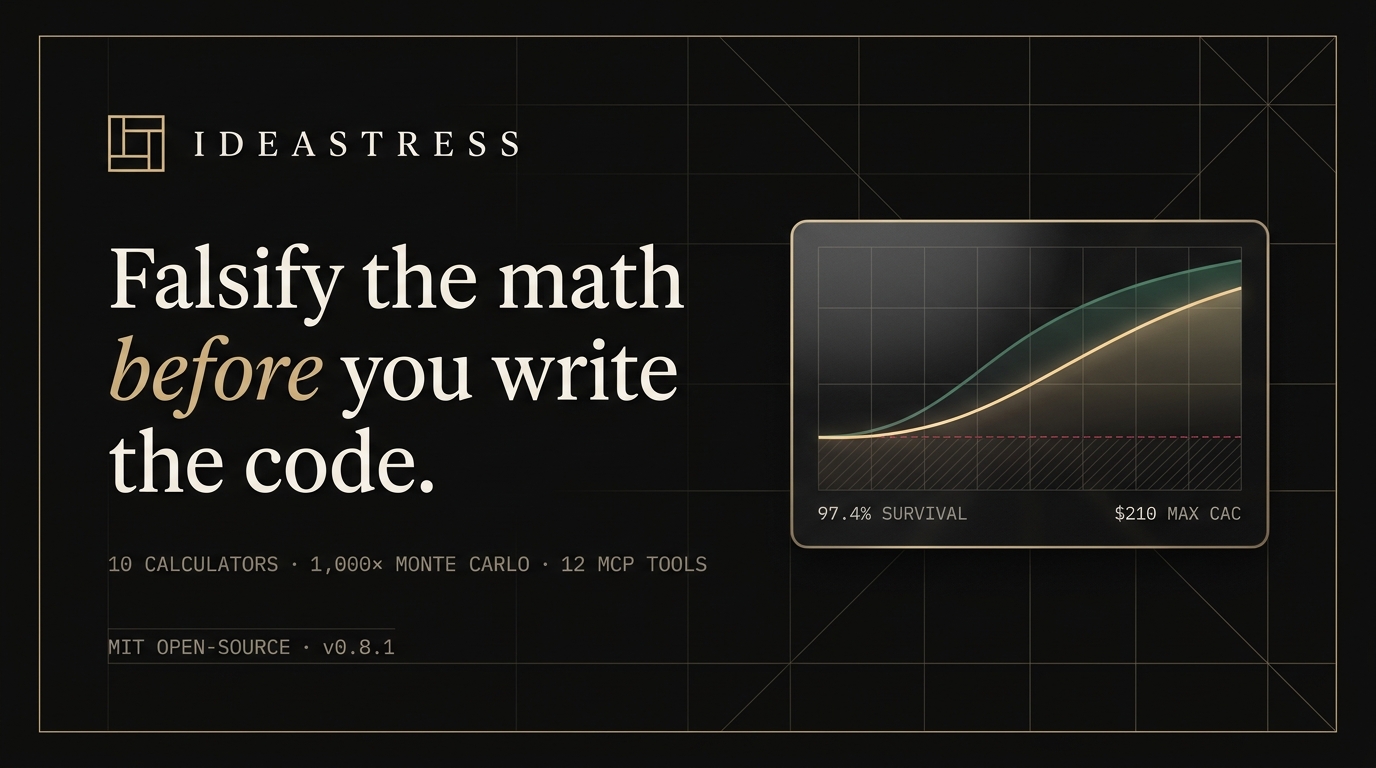 IDEASTRESS
Falsify the math
before you write
the code.
10 CALCULATORS · 1,000× MONTE CARLO · 12 MCP TOOLS
MIT OPEN-SOURCE · v0.8.1
97.4% SURVIVAL
$210 MAX CAC